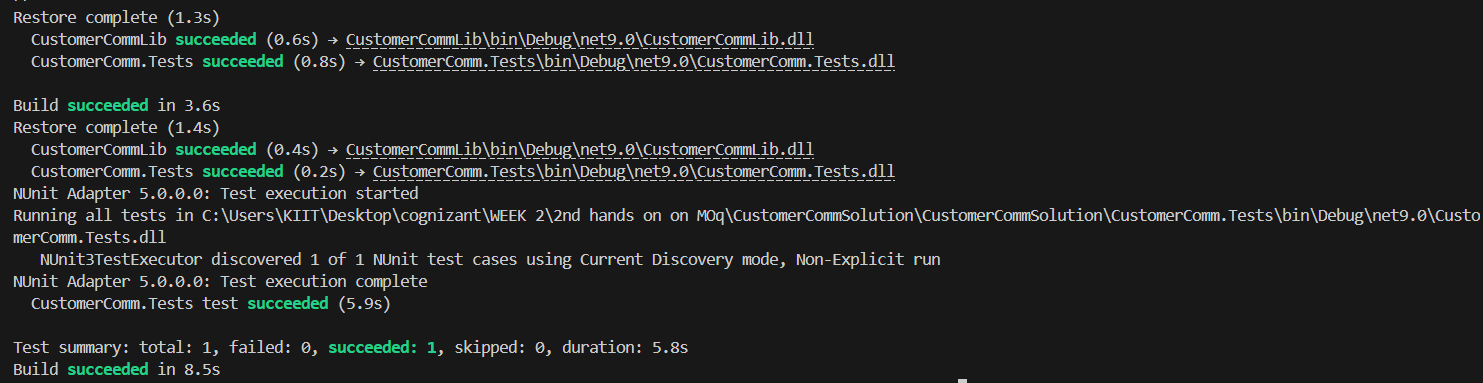 Restore complete (1.3s)
CustomerCommLib succeeded (0.6s) → CustomerCommLib\bin\Debug\net9.0\CustomerCommLib.dll
CustomerComm.Tests succeeded (0.8s) → CustomerComm.Tests\bin\Debug\net9.0\CustomerComm.Tests.dll
Build succeeded in 3.6s
Restore complete (1.4s)
CustomerCommLib succeeded (0.4s) → CustomerCommLib\bin\Debug\net9.0\CustomerCommLib.dll
CustomerComm.Tests succeeded (0.2s) → CustomerComm.Tests\bin\Debug\net9.0\CustomerComm.Tests.dll
NUnit Adapter 5.0.0.0: Test execution started
Running all tests in C:\Users\KIIT\Desktop\cognizant\WEEK 2\2nd hands on on MOq\CustomerCommSolution\CustomerCommSolution\CustomerComm.Tests\bin\Debug\net9.0\Custo
merComm.Tests.dll
NUnit3TestExecutor discovered 1 of 1 NUnit test cases using Current Discovery mode, Non-Explicit run
NUnit Adapter 5.0.0.0: Test execution complete
CustomerComm.Tests test succeeded (5.9s)
Test summary: total: 1, failed: 0, succeeded: 1, skipped: 0, duration: 5.8s
Build succeeded in 8.5s